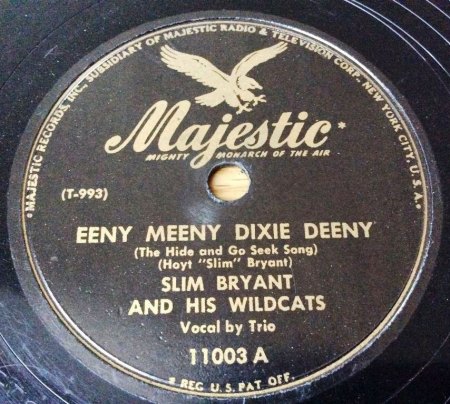 MAJESTIC RECORDS, INC., SUBSIDIARY OF MAJESTIC RADIO & TELEVISION CORP., NEW YORK CITY, U.S.A.
Majestic
MIGHTY MONARCH OF THE AIR
(T-993)
EENY MEENY DIXIE DEENY
(The Hide and Go Seek Song)
(Hoyt "Slim" Bryant)
SLIM BRYANT
AND HIS WILDCATS
Vocal by Trio
11003 A
* REG U.S. PAT OFF.